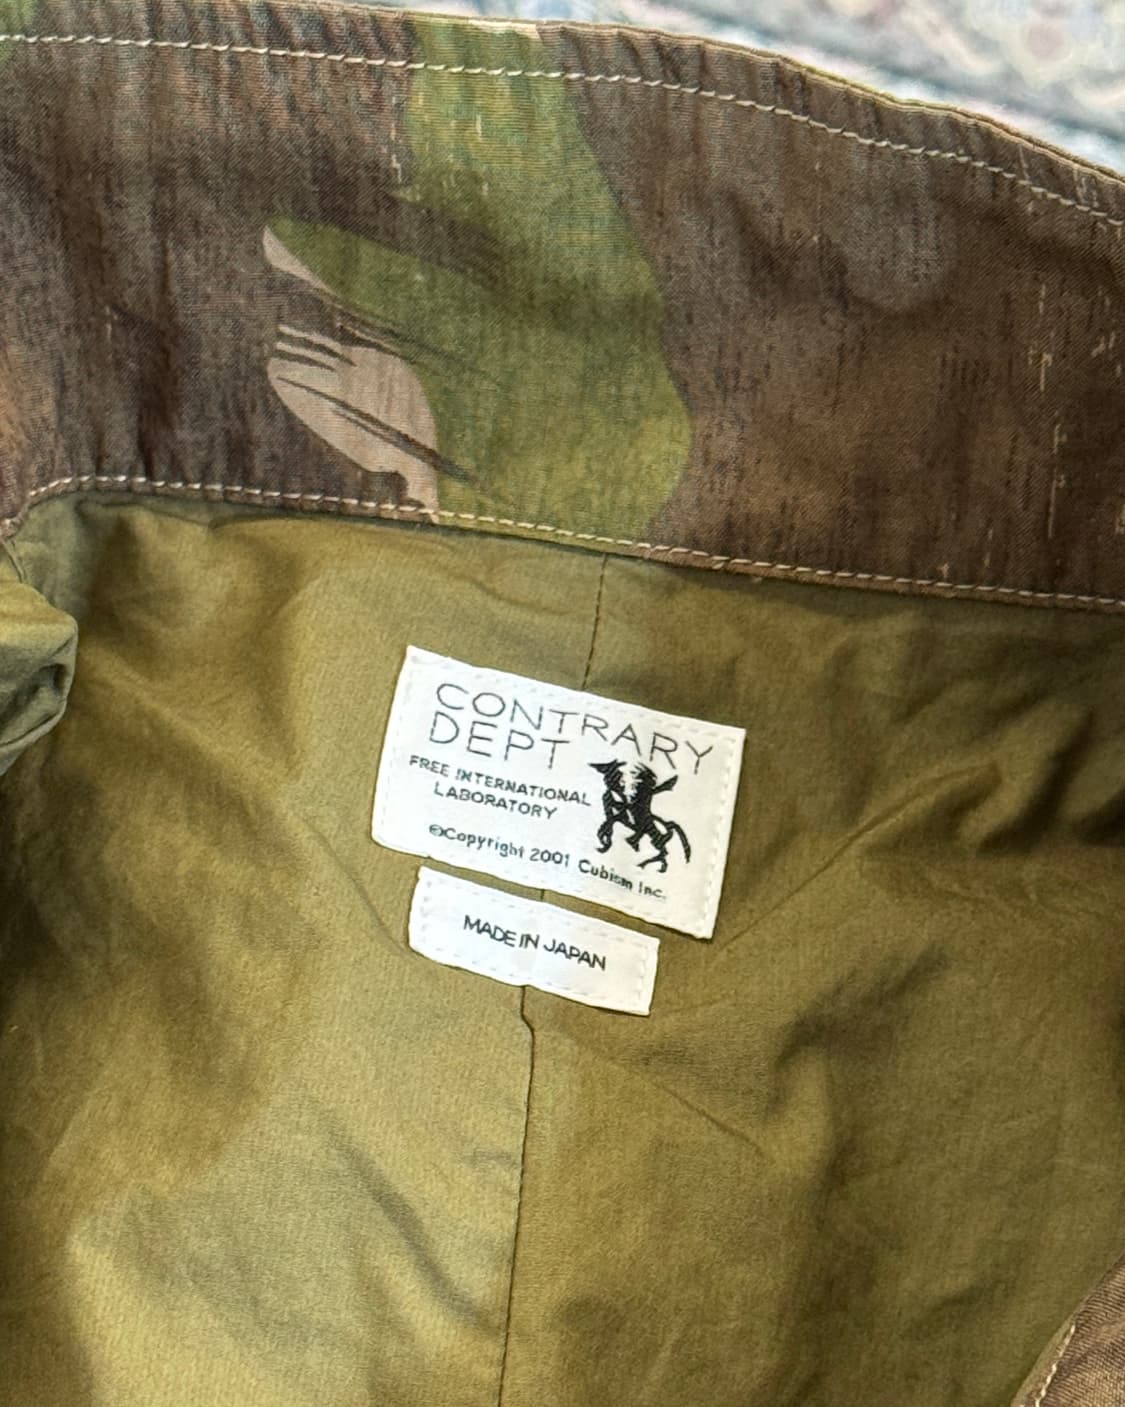 CONTRARY
DEPT
FREE INTERNATIONAL
LABORATORY
©Copyright 2001 Cubism Inc.
MADE IN JAPAN